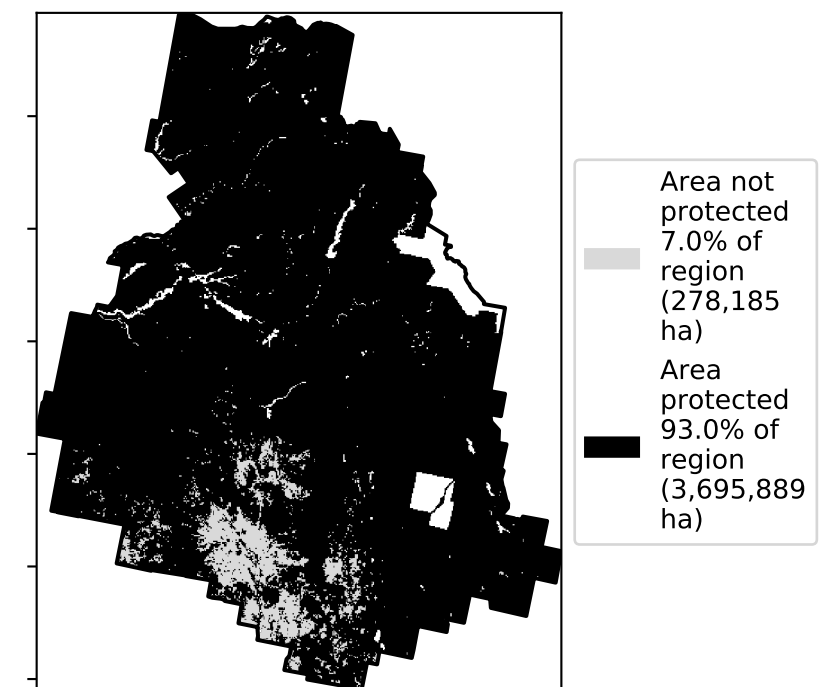 Area not
protected
7.0% of
region
(278,185
ha)
Area
protected
93.0% of
region
(3,695,889
ha)